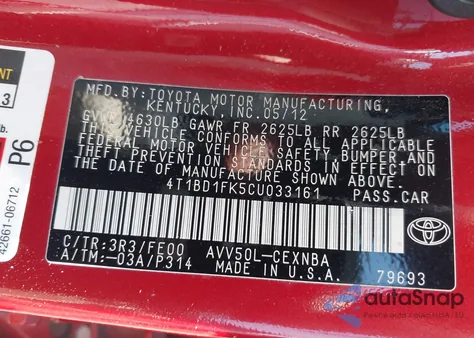 MFD.BY:TOYOTA MOTOR MANUFACTURING,
KENTUCKY, INC.05/12
GVWR 4630LB GAWR FR 2625LB RR 2625LB
THIS VEHICLE CONFORMS TO ALL APPLICABLE
FEDERAL MOTOR VEHICLE SAFETY,BUMPER,AND
THEFT PREVENTION STANDARDS IN EFFECT ON
THE DATE OF MANUFACTURE SHOWN ABOVE.
4T1BD1FK5CU033161
PASS.CAR
C/TR:3R3/FE00 AVV50L-CEXNBA
A/TM:-03A/P314 MADE IN U.S.A.
79693
TOYOTA
3
lb.
P6
42661-06712
autoSnap